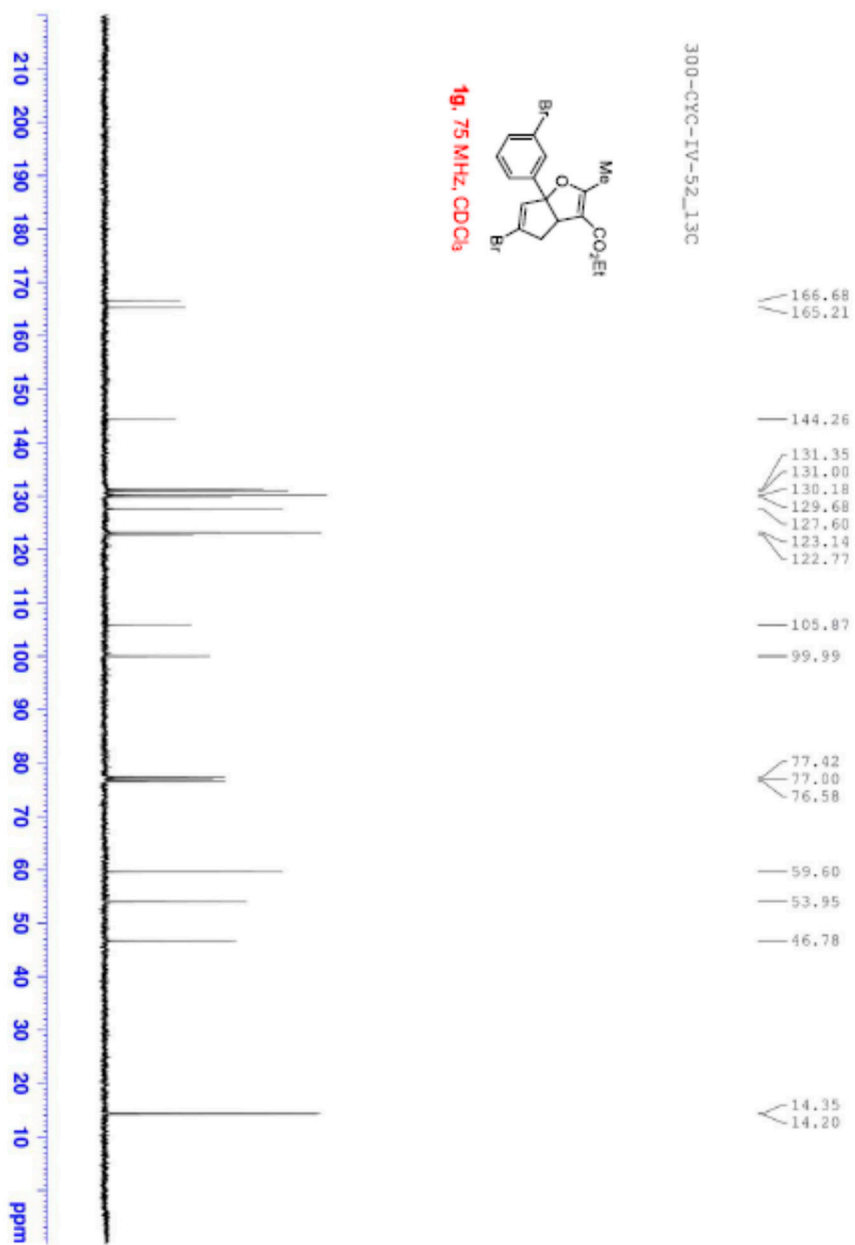 300-CYC-IV-52_13C
Me
O
CO₂Et
Br
Br
1g, 75 MHz, CDCl₃
166.68
165.21
144.26
131.35
131.00
130.18
129.68
127.60
123.14
122.77
105.87
99.99
77.42
77.00
76.58
59.60
53.95
46.78
14.35
14.20
210 200 190 180 170 160 150 140 130 120 110 100 90 80 70 60 50 40 30 20 10 ppm